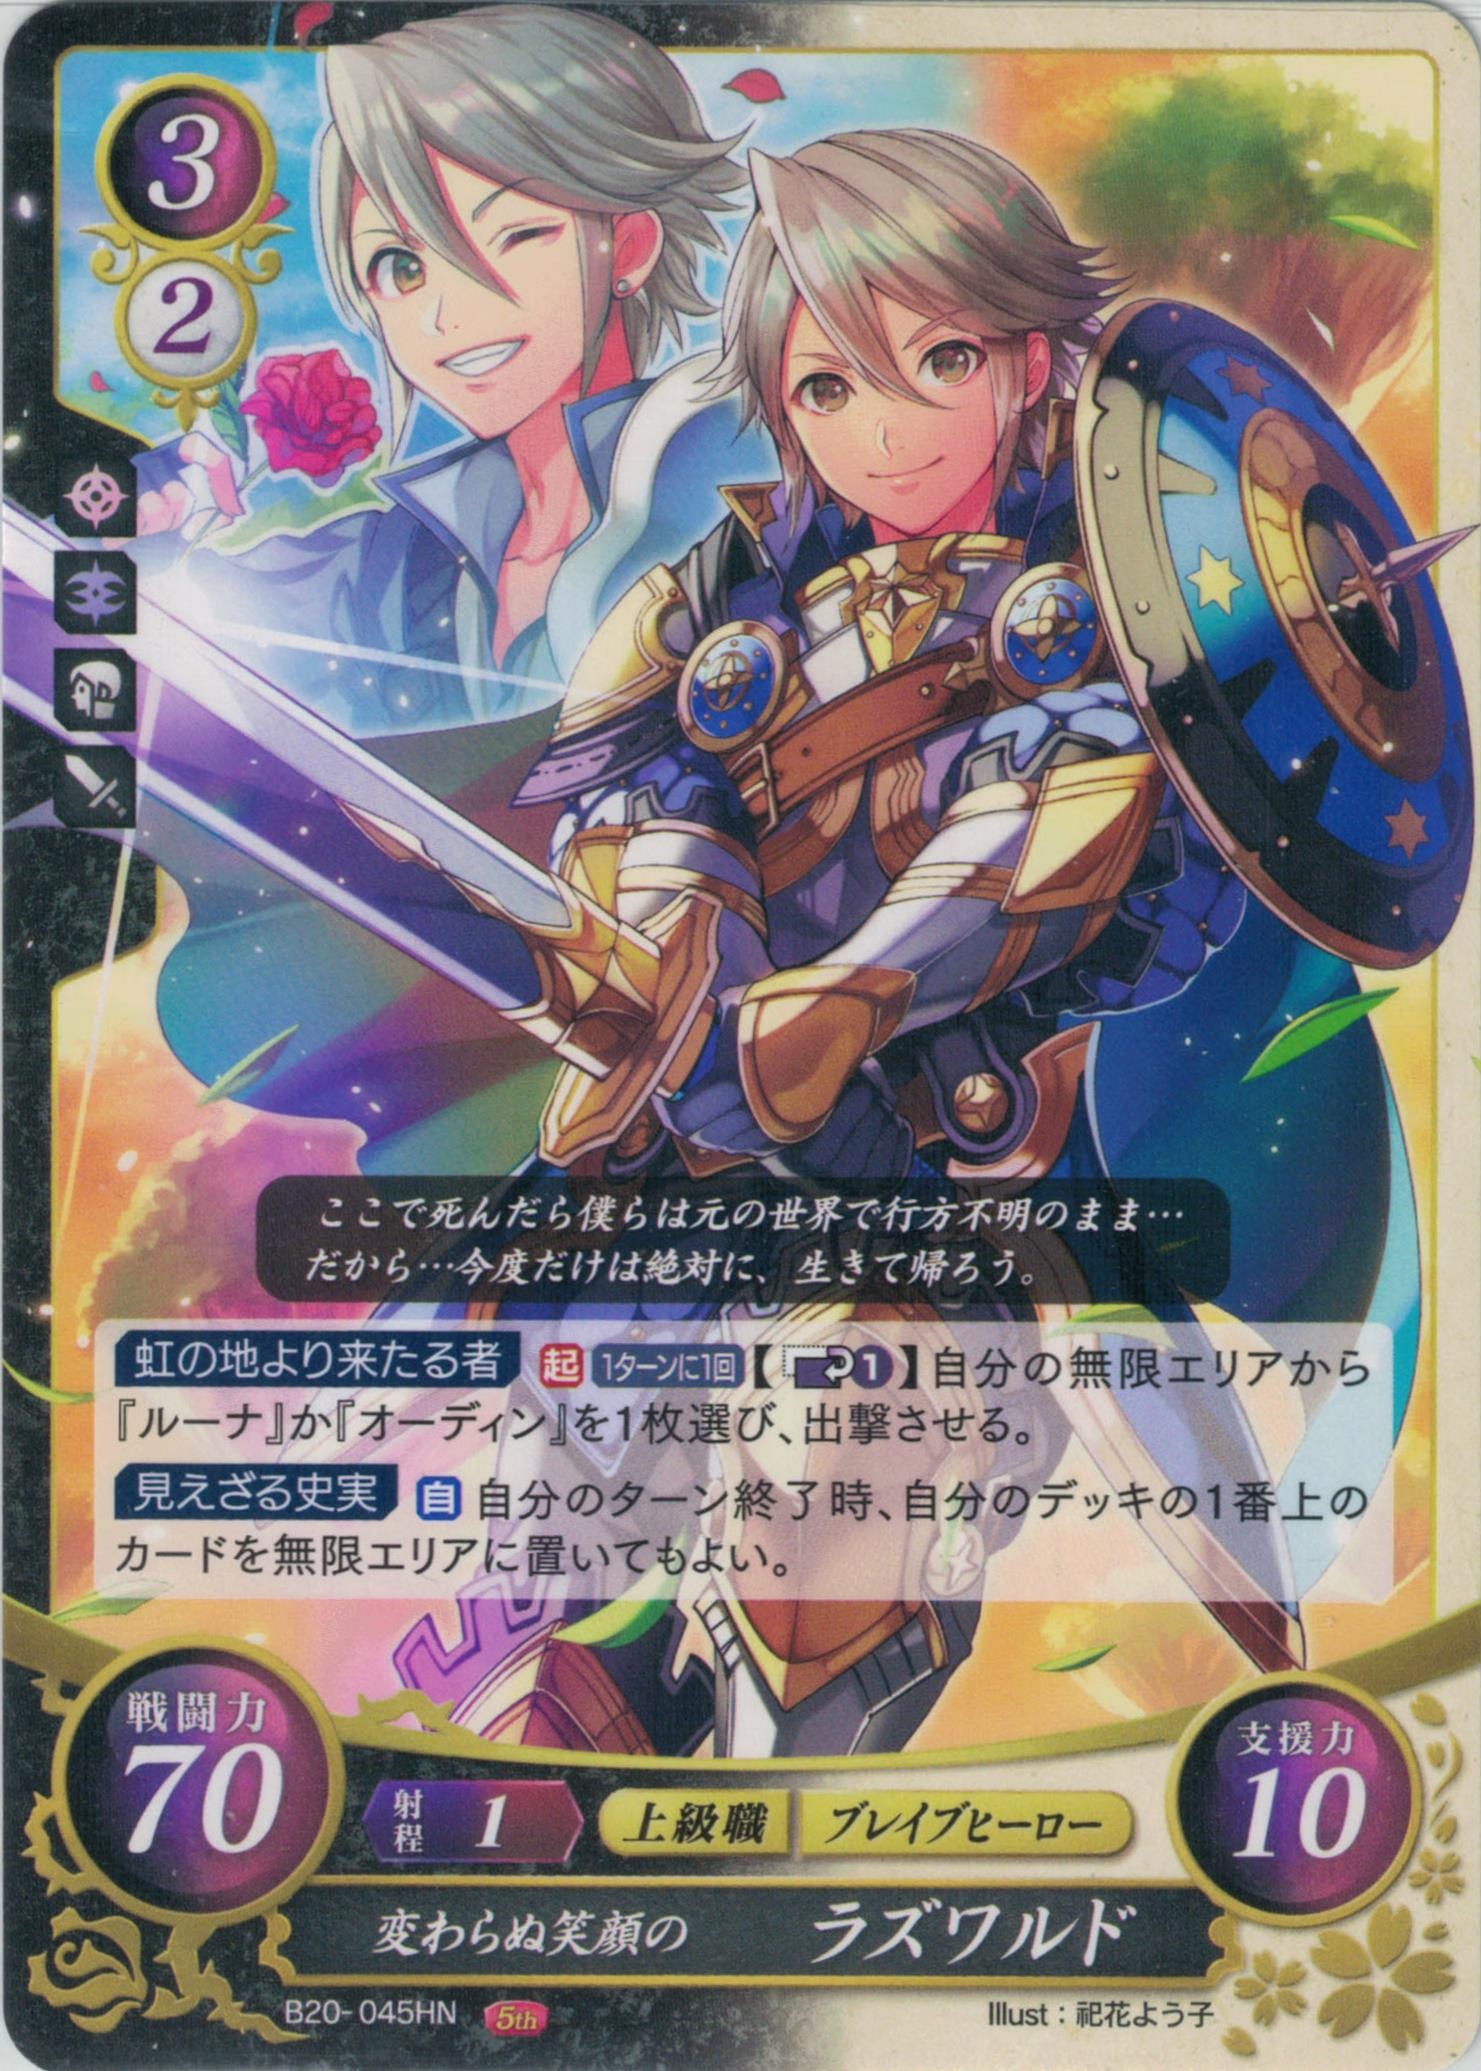 3
2
ここで死んだら僕らは元の世界で行方不明のまま…
だから…今度だけは絶対に、生きて帰ろう。
虹の地より来たる者 起 1ターンに1回 【1】自分の無限エリアから
『ルーナ』か『オーディン』を1枚選び、出撃させる。
見えざる史実 自 自分のターン終了時、自分のデッキの1番上の
カードを無限エリアに置いてもよい。
戦闘力
70
射程 1
上級職 ブレイブヒーロー
支援力
10
変わらぬ笑顔の ラズワルド
B20-045HN 5th
Illust：祀花よう子